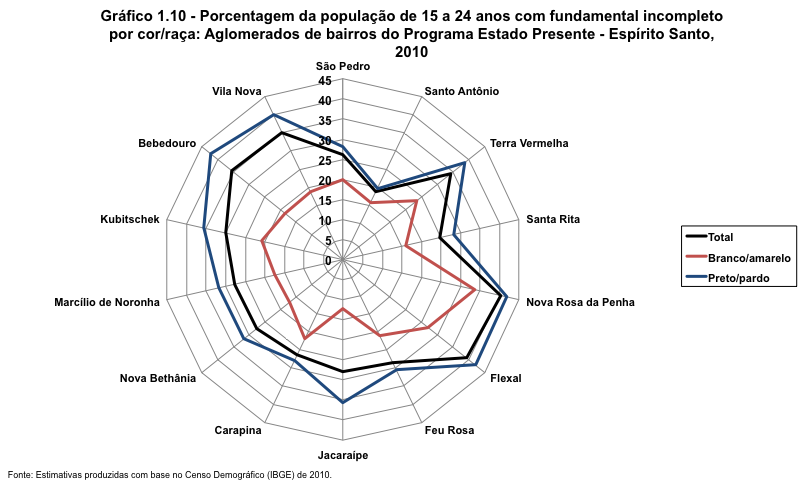 Gráfico 1.10 - Porcentagem da população de 15 a 24 anos com fundamental incompleto
por cor/raça: Aglomerados de bairros do Programa Estado Presente - Espírito Santo,
2010
São Pedro
45
40
35
30
25
20
15
10
5
0
Santo Antônio
Terra Vermelha
Santa Rita
Nova Rosa da Penha
Flexal
Feu Rosa
Jacaraípe
Carapina
Nova Bethânia
Marcílio de Noronha
Kubitschek
Bebedouro
Vila Nova
Total
Branco/amarelo
Preto/pardo
Fonte: Estimativas produzidas com base no Censo Demográfico (IBGE) de 2010.